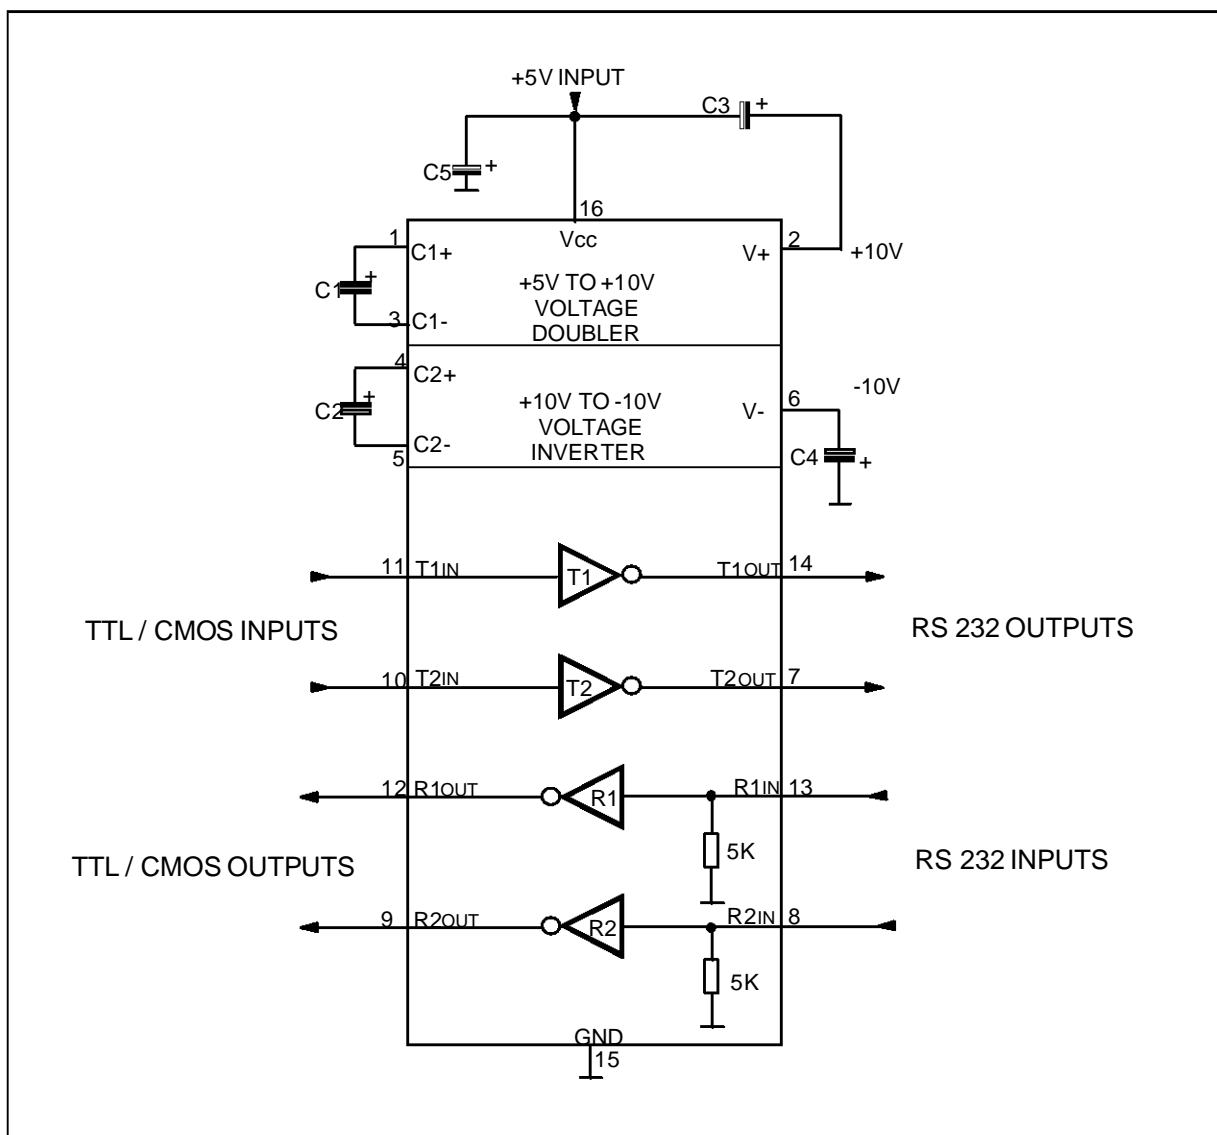 +5V INPUT
C3 +
C5 +
16
1 Vcc 2
C1+ V+ +10V
+
C1 +5V TO +10V
VOLTAGE
3 C1- DOUBLER
4 C2+
-10V
+ 6
C2 +10V TO -10V V-
VOLTAGE
C2- INVERTER
5 C4 +
11 T1IN T1 T1OUT 14
TTL / CMOS INPUTS RS 232 OUTPUTS
10 T2IN T2 T2OUT 7
12 R1OUT R1 R1IN 13
5K
TTL / CMOS OUTPUTS RS 232 INPUTS
9 R2OUT R2 R2IN 8
5K
GND
15